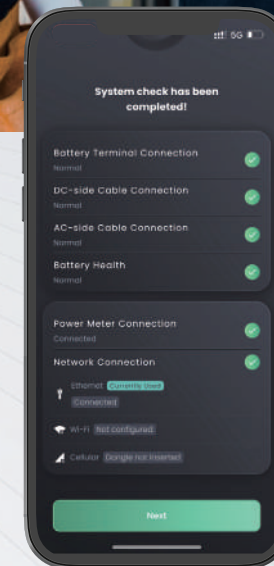 5G
System check has been
completed!
Battery Terminal Connection
Normal
DC-side Cable Connection
Normal
AC-side Cable Connection
Normal
Battery Health
Normal
Power Meter Connection
Connected
Network Connection
Ethernet Currently Used
Connected
Wi-Fi Not configured
Cellular Dongle not inserted
Next